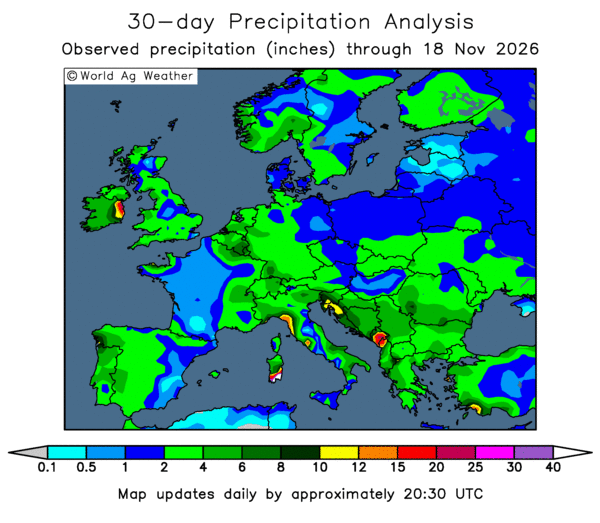 30-day Precipitation Analysis
Observed precipitation (inches) through 18 Nov 2026
© World Ag Weather
0.1 0.5 1 2 4 6 8 10 12 15 20 25 30 40
Map updates daily by approximately 20:30 UTC